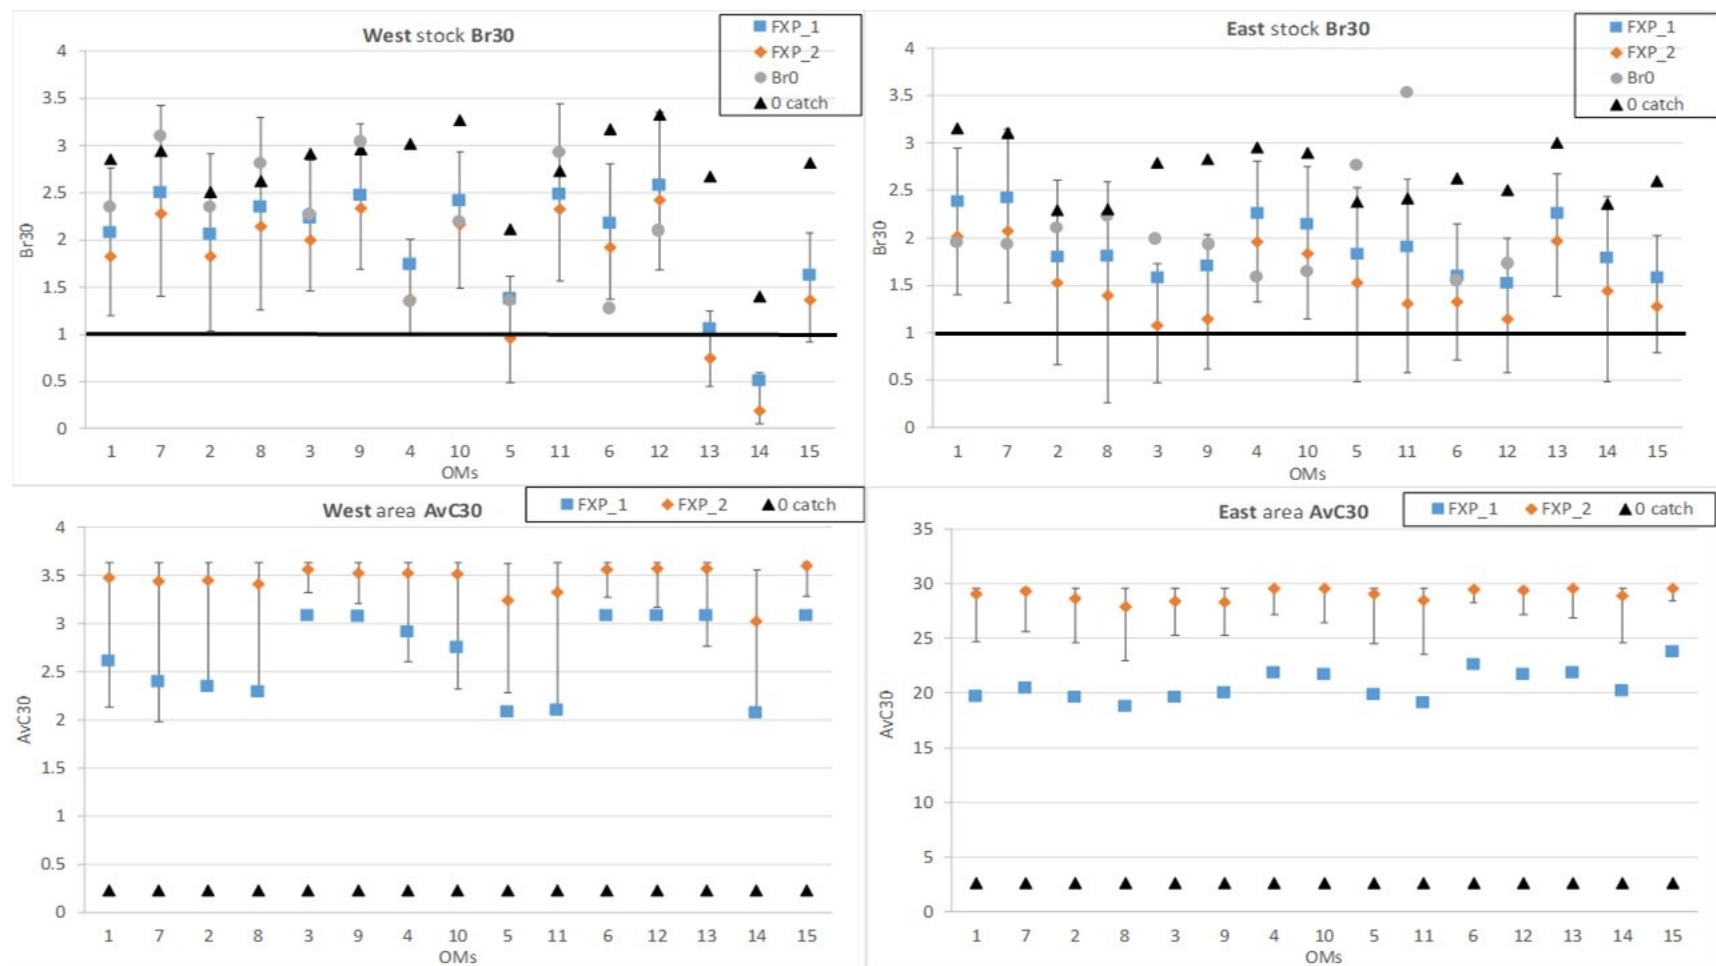 West stock Br30
FXP_1
FXP_2
Br0
0 catch
4
3.5
3
2.5
2
1.5
1
0.5
0
Br30
1 7 2 8 3 9 4 10 5 11 6 12 13 14 15
OMs
East stock Br30
FXP_1
FXP_2
Br0
0 catch
4
3.5
3
2.5
2
1.5
1
0.5
0
Br30
1 7 2 8 3 9 4 10 5 11 6 12 13 14 15
OMs
West area AvC30
FXP_1 FXP_2 0 catch
4
3.5
3
2.5
2
1.5
1
0.5
0
AvC30
1 7 2 8 3 9 4 10 5 11 6 12 13 14 15
OMs
East area AvC30
FXP_1 FXP_2 0 catch
35
30
25
20
15
10
5
0
AvC30
1 7 2 8 3 9 4 10 5 11 6 12 13 14 15
OMs